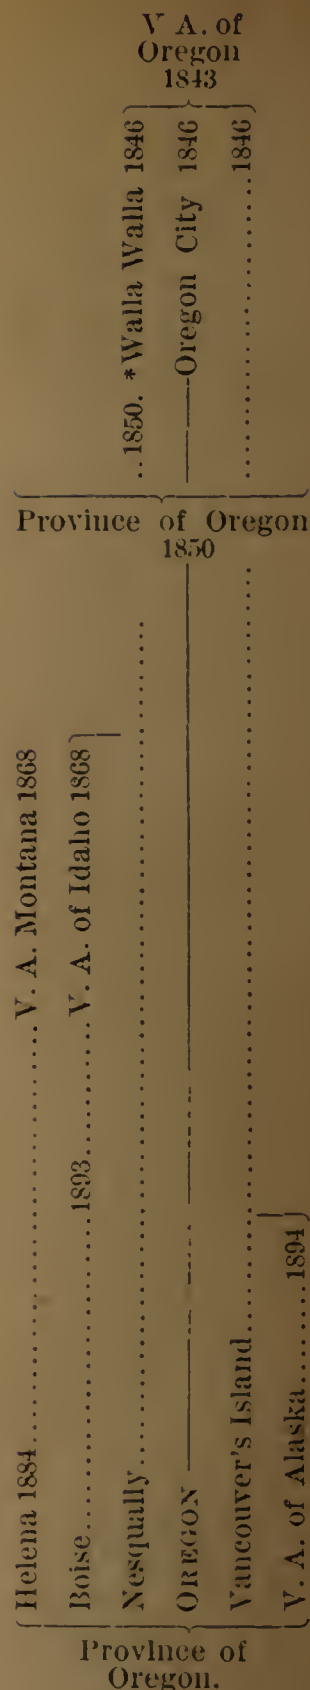 V A. of
Oregon
1843
..1850. *Walla Walla 1846
Oregon City 1846
1846
Province of Oregon
1850
Helena 1884........V. A. Montana 1868
Boise........1893........V. A. of Idaho 1868
Nesqually........
OREGON
Vancouver's Island........
V. A. of Alaska........1894
Province of
Oregon.